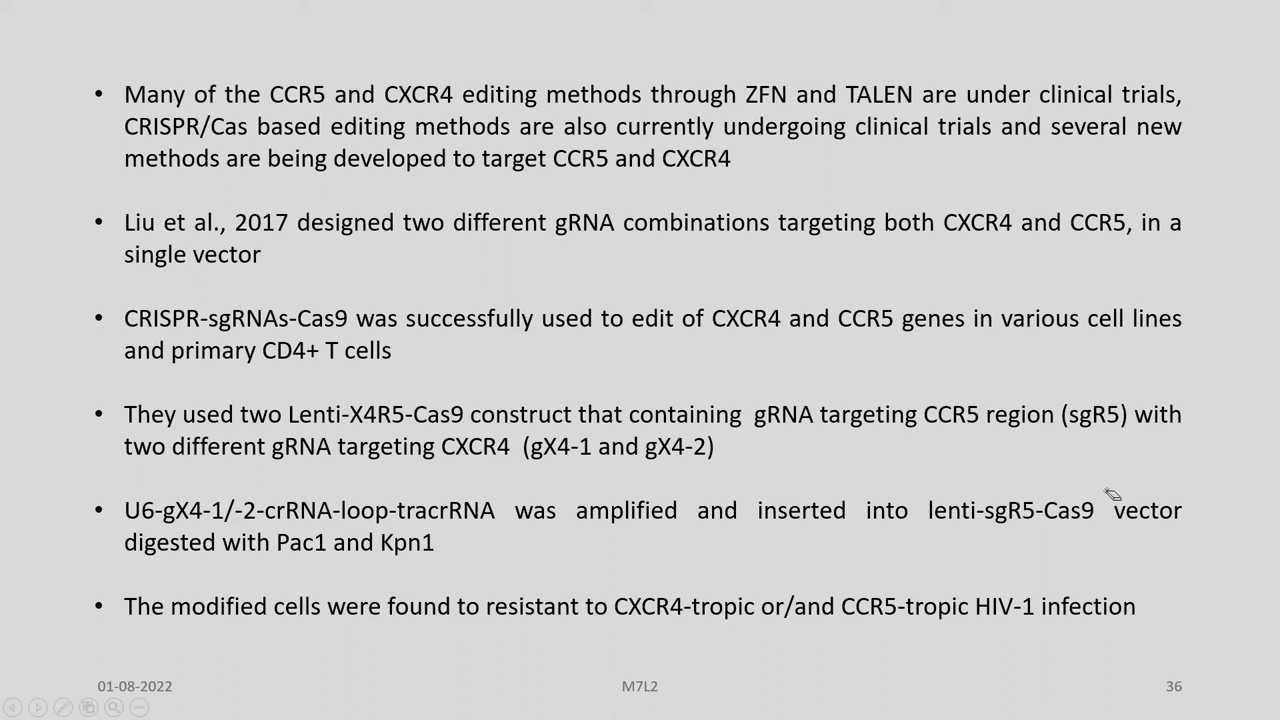 • Many of the CCR5 and CXCR4 editing methods through ZFN and TALEN are under clinical trials,
CRISPR/Cas based editing methods are also currently undergoing clinical trials and several new
methods are being developed to target CCR5 and CXCR4
• Liu et al., 2017 designed two different gRNA combinations targeting both CXCR4 and CCR5, in a
single vector
• CRISPR-sgRNAs-Cas9 was successfully used to edit of CXCR4 and CCR5 genes in various cell lines
and primary CD4+ T cells
• They used two Lenti-X4R5-Cas9 construct that containing  gRNA targeting CCR5 region (sgR5) with
two different gRNA targeting CXCR4  (gX4-1 and gX4-2)
• U6-gX4-1/-2-crRNA-loop-tracrRNA was amplified and inserted into lenti-sgR5-Cas9 vector
digested with Pac1 and Kpn1
• The modified cells were found to resistant to CXCR4-tropic or/and CCR5-tropic HIV-1 infection
01-08-2022 M7L2 36